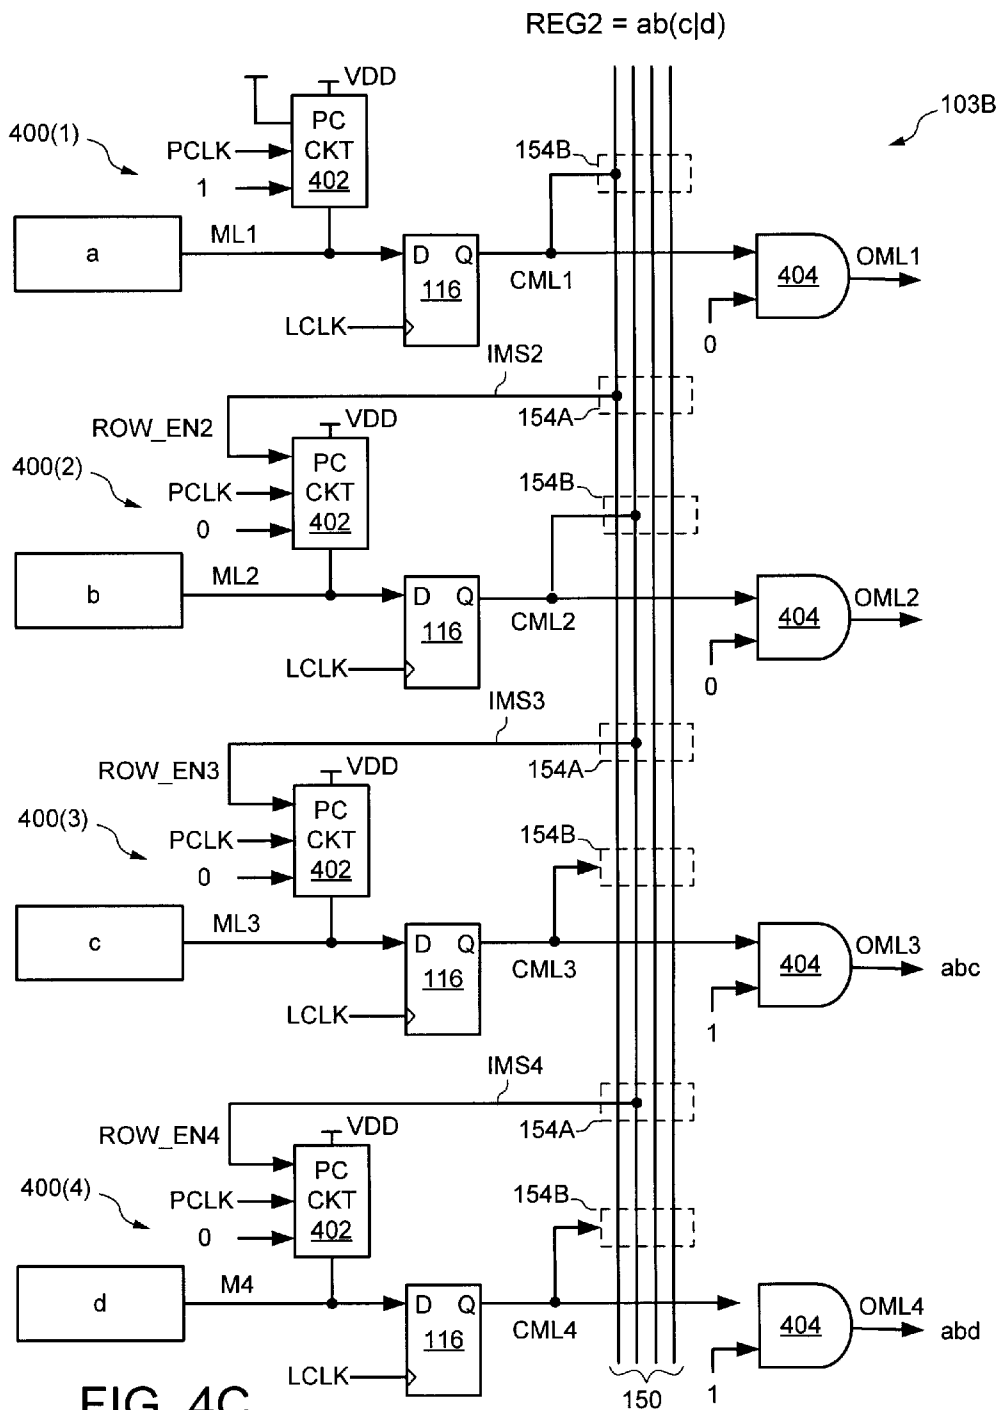 REG2 = ab(c|d)
103B
400(1)
VDD
PC
CKT
402
PCLK
1
154B
a
ML1
D Q
116
LCLK
CML1
404
OML1
0
IMS2
154A
ROW_EN2
VDD
400(2)
PC
CKT
402
PCLK
0
154B
b
ML2
D Q
116
LCLK
CML2
404
OML2
0
IMS3
154A
ROW_EN3
VDD
400(3)
PC
CKT
402
PCLK
0
154B
c
ML3
D Q
116
LCLK
CML3
404
OML3
abc
1
IMS4
154A
ROW_EN4
VDD
400(4)
PC
CKT
402
PCLK
0
154B
d
M4
D Q
116
LCLK
CML4
404
OML4
abd
1
150
FIG. 4C